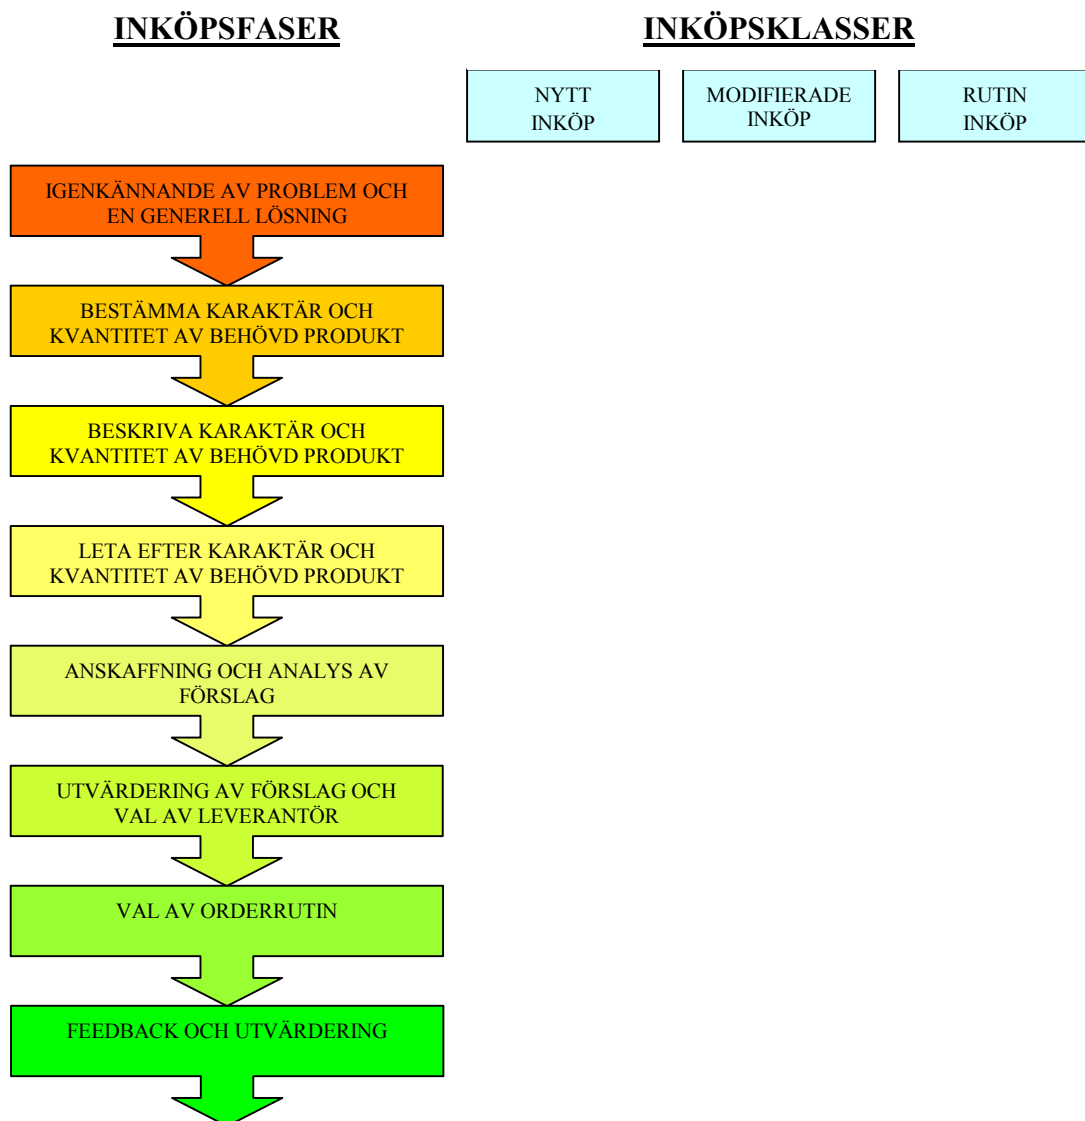 INKÖPSFASER
INKÖPSKLASSER
NYTT
INKÖP
MODIFIERADE
INKÖP
RUTIN
INKÖP
IGENKÄNNANDE AV PROBLEM OCH
EN GENERELL LÖSNING
BESTÄMMA KARAKTÄR OCH
KVANTITET AV BEHÖVD PRODUKT
BESKRIVA KARAKTÄR OCH
KVANTITET AV BEHÖVD PRODUKT
LETA EFTER KARAKTÄR OCH
KVANTITET AV BEHÖVD PRODUKT
ANSKAFFNING OCH ANALYS AV
FÖRSLAG
UTVÄRDERING AV FÖRSLAG OCH
VAL AV LEVERANTÖR
VAL AV ORDERRUTIN
FEEDBACK OCH UTVÄRDERING